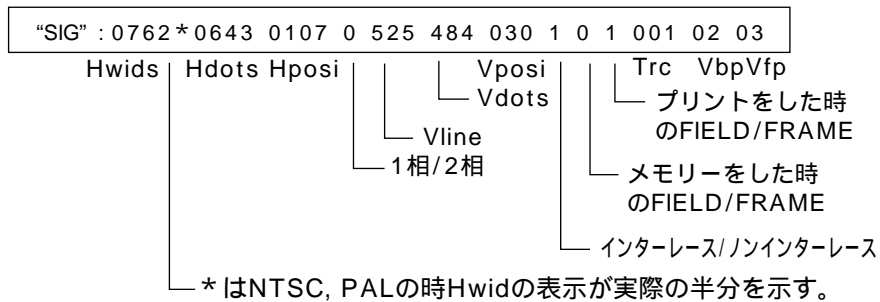 “SIG” : 0762*0643 0107 0 525 484 030 1 0 1 001 02 03
Hwids Hdots Hposi Vposi Trc VbpVfp
Vdots
プリントをした時
のFIELD/FRAME
Vline
1相/2相
メモリーをした時
のFIELD/FRAME
インターレース/ノンインターレース
*はNTSC, PALの時Hwidの表示が実際の半分を示す。